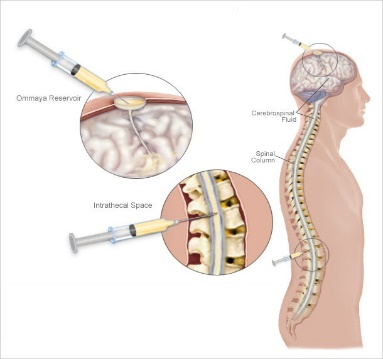 Ommaya Reservoir
Cerebrospinal
Fluid
Spinal
Column
Intrathecal Space